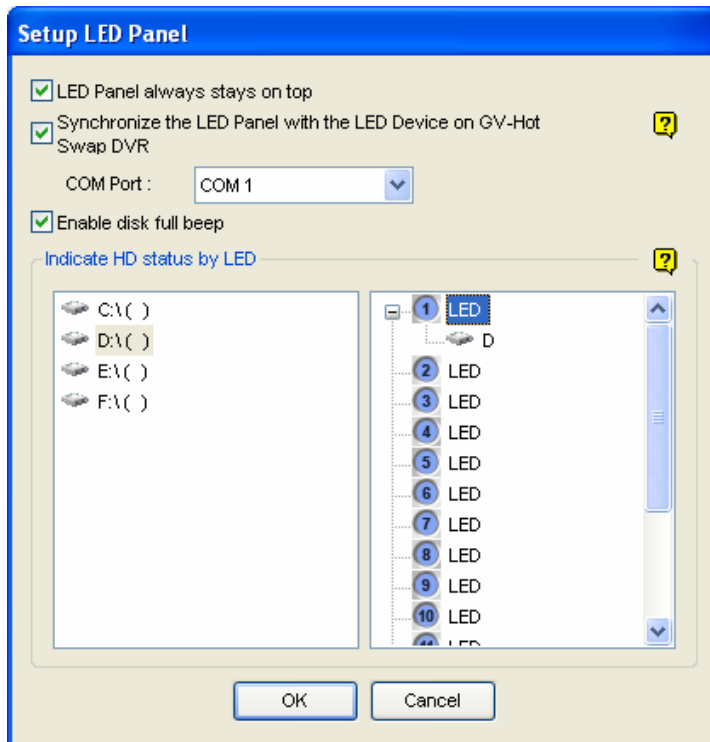 Setup LED Panel
LED Panel always stays on top
Synchronize the LED Panel with the LED Device on GV-Hot
Swap DVR
?
COM Port :
COM 1
Enable disk full beep
Indicate HD status by LED
?
C:\ ( )
D:\ ( )
E:\ ( )
F:\ ( )
1 LED
D
2 LED
3 LED
4 LED
5 LED
6 LED
7 LED
8 LED
9 LED
10 LED
11 LED
OK
Cancel